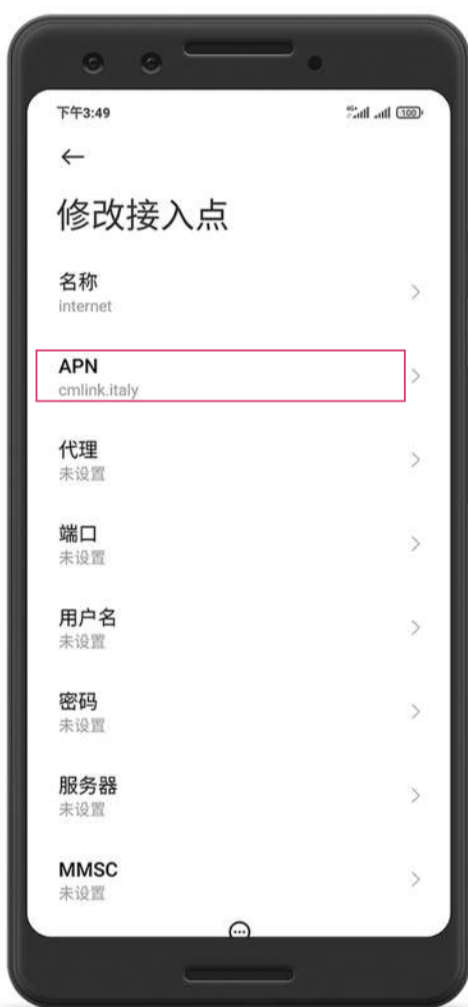 下午3:49
4G+
100
修改接入点
名称
internet
APN
cmlink.italy
代理
未设置
端口
未设置
用户名
未设置
密码
未设置
服务器
未设置
MMSC
未设置